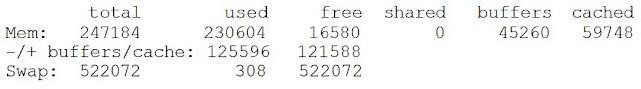 total used free shared buffers cached
Mem: 247184 230604 16580 0 45260 59748
-/+ buffers/cache: 125596 121588
Swap: 522072 308 522072